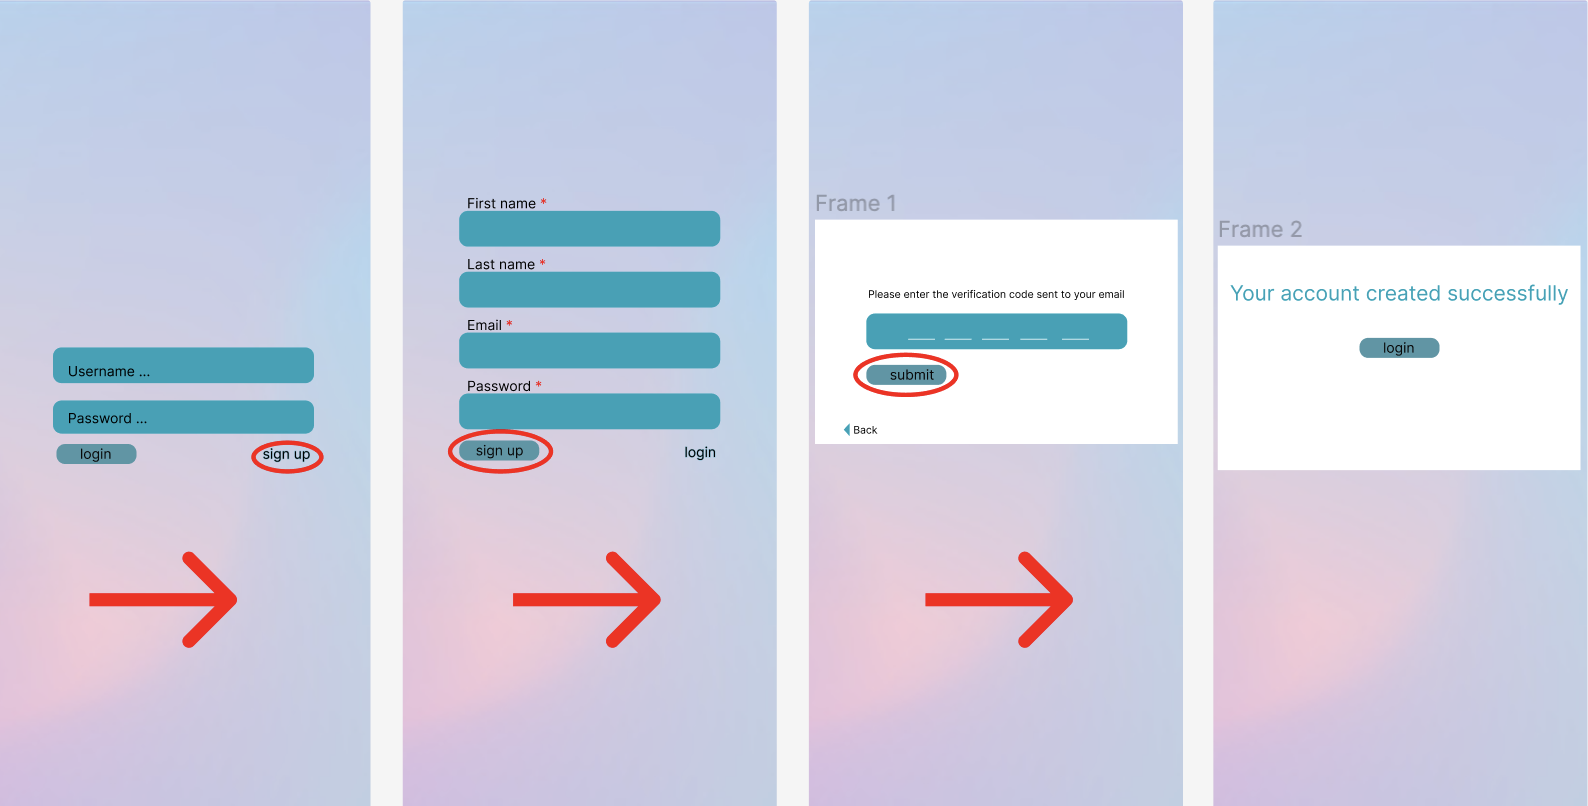 Username ...
Password ...
login
sign up
First name *
Last name *
Email *
Password *
sign up
login
Frame 1
Please enter the verification code sent to your email
submit
Back
Frame 2
Your account created successfully
login